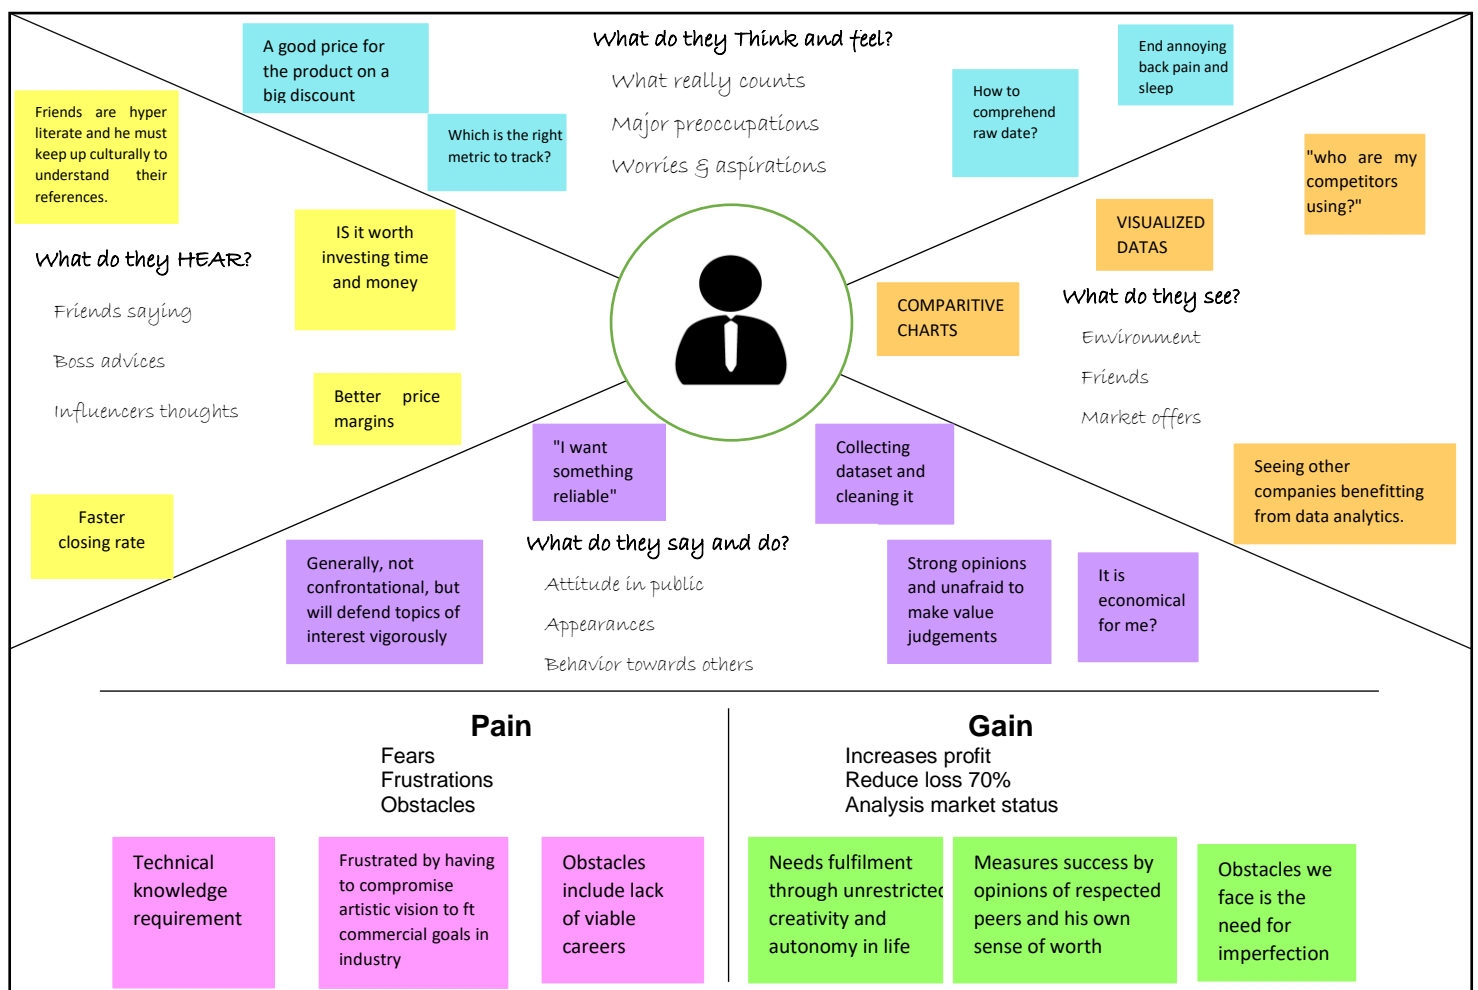 What do they Think and feel?
What really counts
Major preoccupations
Worries & aspirations
A good price for
the product on a
big discount
Which is the right
metric to track?
How to
comprehend
raw date?
End annoying
back pain and
sleep
Friends are hyper
literate and he must
keep up culturally to
understand their
references.
What do they HEAR?
Friends saying
Boss advices
Influencers thoughts
IS it worth
investing time
and money
Better price
margins
Faster
closing rate
"who are my
competitors
using?"
VISUALIZED
DATAS
COMPARITIVE
CHARTS
What do they see?
Environment
Friends
Market offers
Seeing other
companies benefitting
from data analytics.
"I want
something
reliable"
Collecting
dataset and
cleaning it
What do they say and do?
Attitude in public
Appearances
Behavior towards others
Generally, not
confrontational, but
will defend topics of
interest vigorously
Strong opinions
and unafraid to
make value
judgements
It is
economical
for me?
Pain
Fears
Frustrations
Obstacles
Technical
knowledge
requirement
Frustrated by having
to compromise
artistic vision to ft
commercial goals in
industry
Obstacles
include lack
of viable
careers
Gain
Increases profit
Reduce loss 70%
Analysis market status
Needs fulfilment
through unrestricted
creativity and
autonomy in life
Measures success by
opinions of respected
peers and his own
sense of worth
Obstacles we
face is the
need for
imperfection